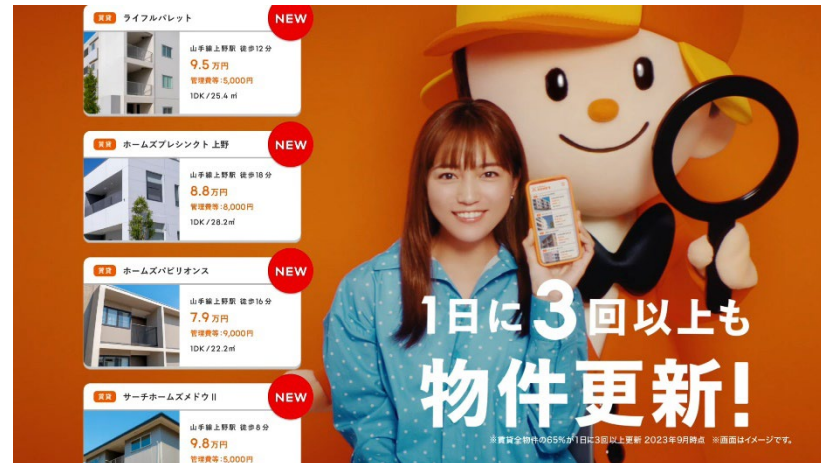 賃貸 ライフルパレット
NEW
山手線上野駅 徒歩12分
9.5万円
管理費等:5,000円
1DK/25.4㎡
賃貸 ホームズプレシンクト上野
NEW
山手線上野駅 徒歩18分
8.8万円
管理費等:8,000円
1DK/28.2㎡
賃貸 ホームズパビリオンス
NEW
山手線上野駅 徒歩16分
7.9万円
管理費等:9,000円
1DK/22.2㎡
賃貸 サーチホームズメドウⅡ
NEW
山手線上野駅 徒歩8分
9.8万円
管理費等:5,000円
1日に3回以上も
物件更新!
※賃貸全物件の65%が1日に3回以上更新 2023年9月時点 ※画面はイメージです。